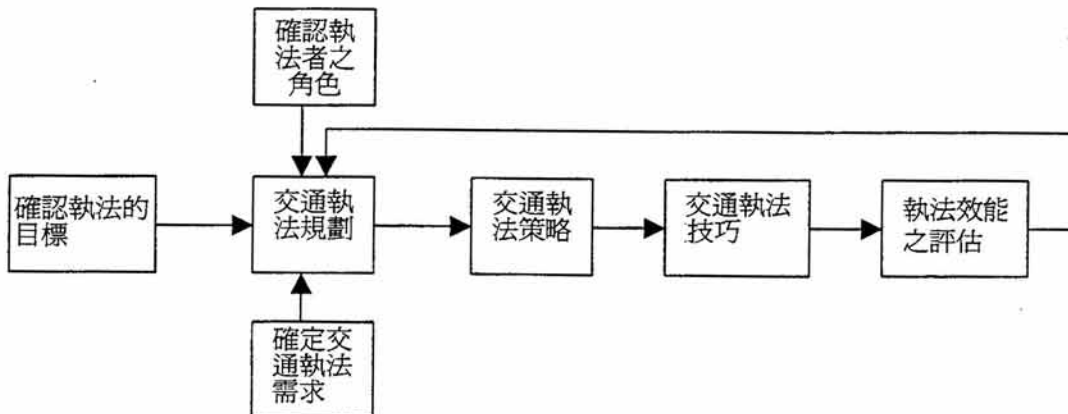 確認執
法者之
角色
確認執法的
目標
交通執
法規劃
交通執
法策略
交通執法
技巧
執法效能
之評估
確定交
通執法
需求